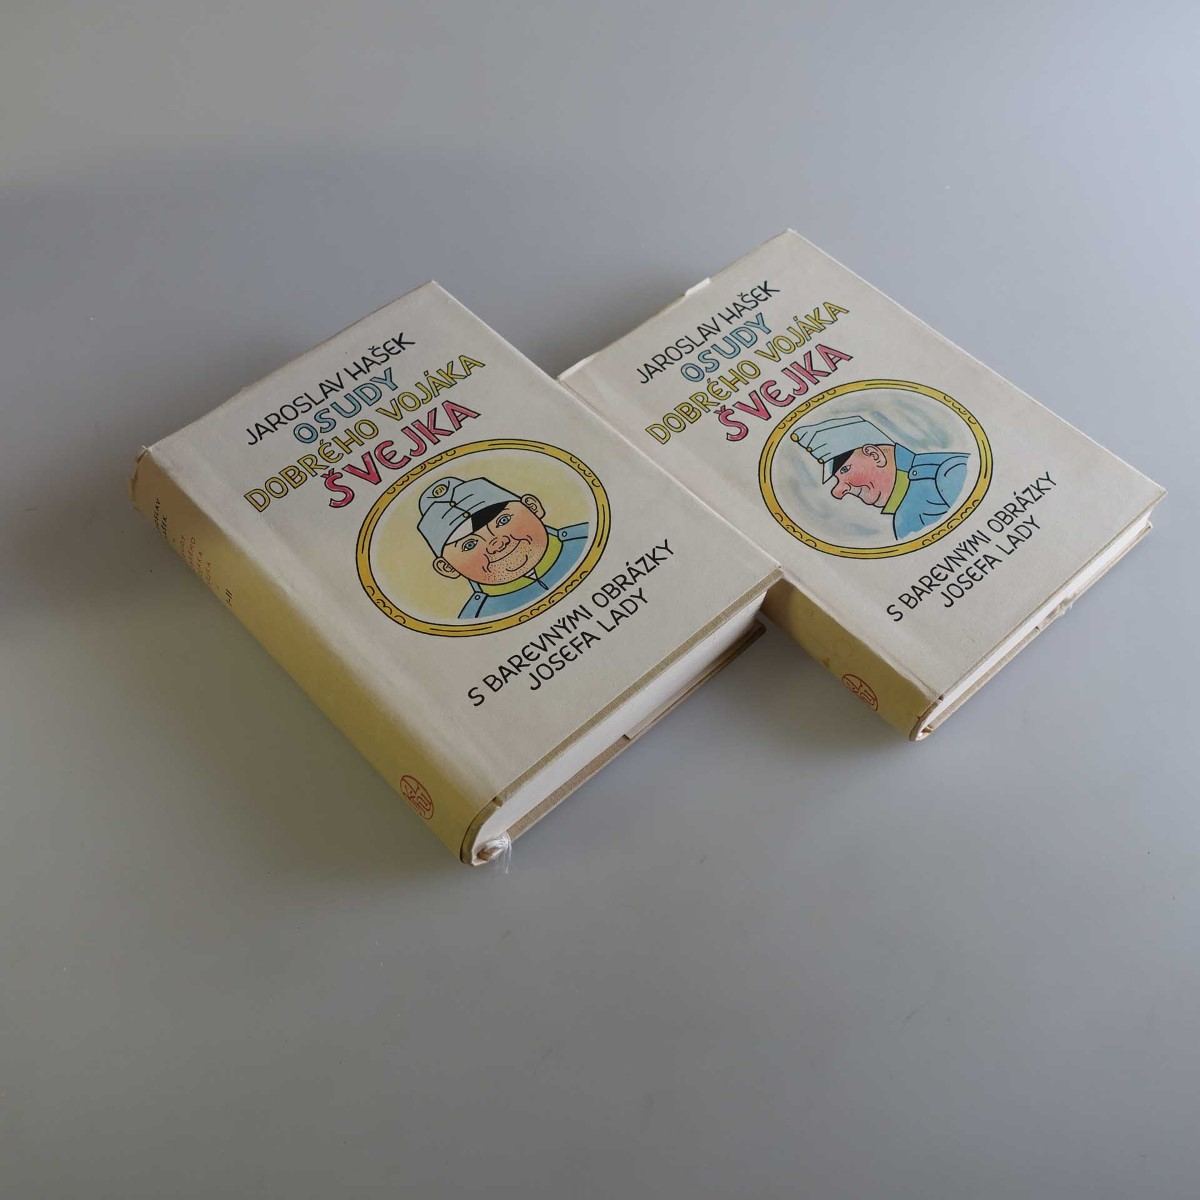 JAROSLAV HAŠEK
OSUDY
DOBRÉHO VOJÁKA
ŠVEJKA
S BAREVNÝMI OBRÁZKY
JOSEFA LADY
JAROSLAV HAŠEK
OSUDY
DOBRÉHO VOJÁKA
ŠVEJKA
S BAREVNÝMI OBRÁZKY
JOSEFA LADY